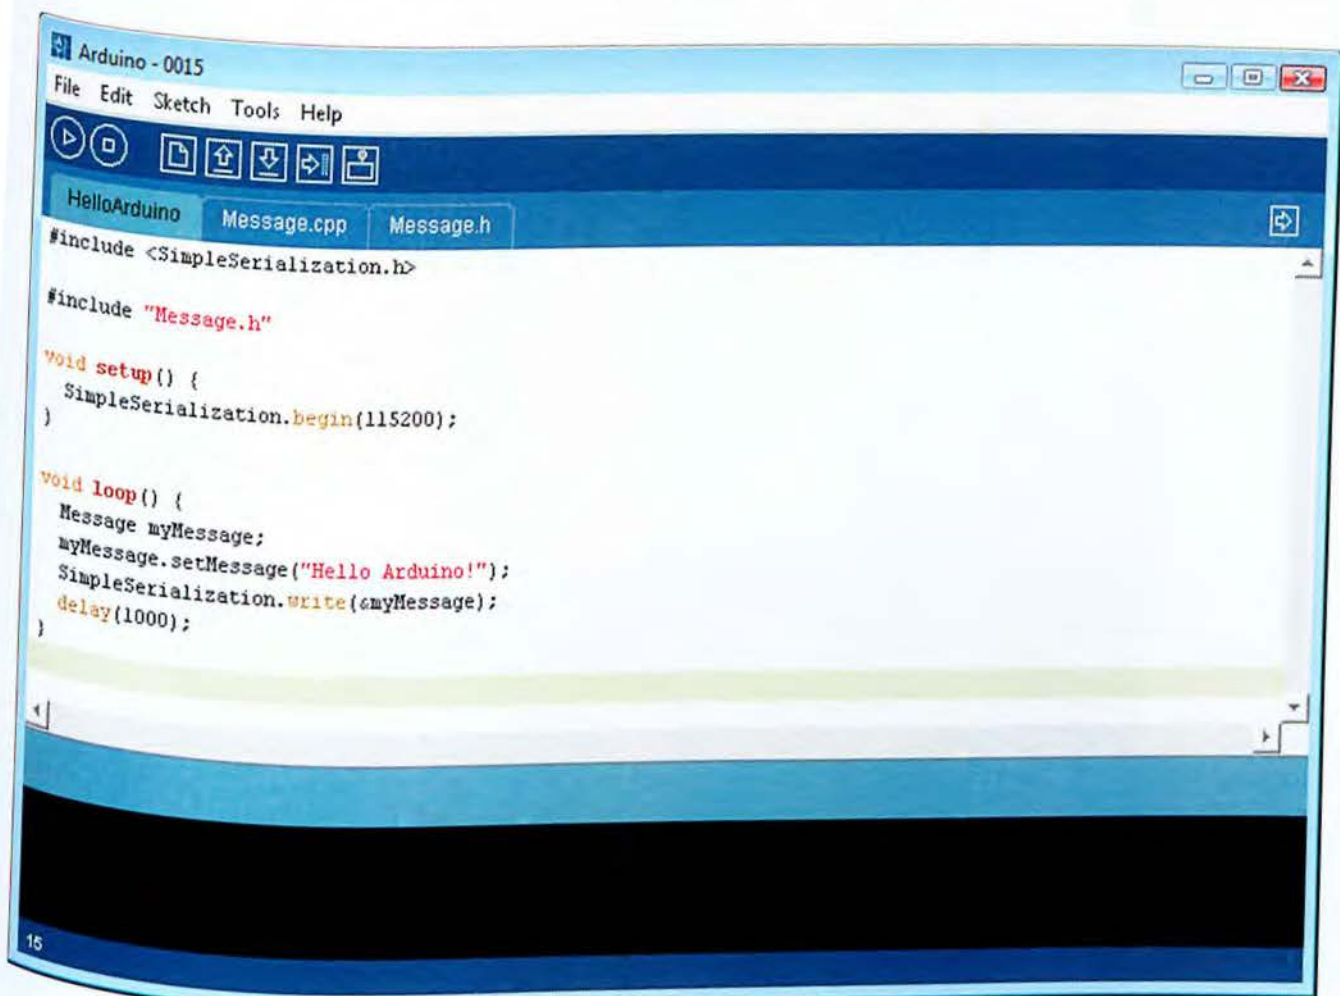 Arduino - 0015
File Edit Sketch Tools Help
HelloArduino Message.cpp Message.h
#include <SimpleSerialization.h>
#include "Message.h"
void setup() {
  SimpleSerialization.begin(115200);
}
void loop() {
  Message myMessage;
  myMessage.setMessage("Hello Arduino!");
  SimpleSerialization.write(&myMessage);
  delay(1000);
}
15